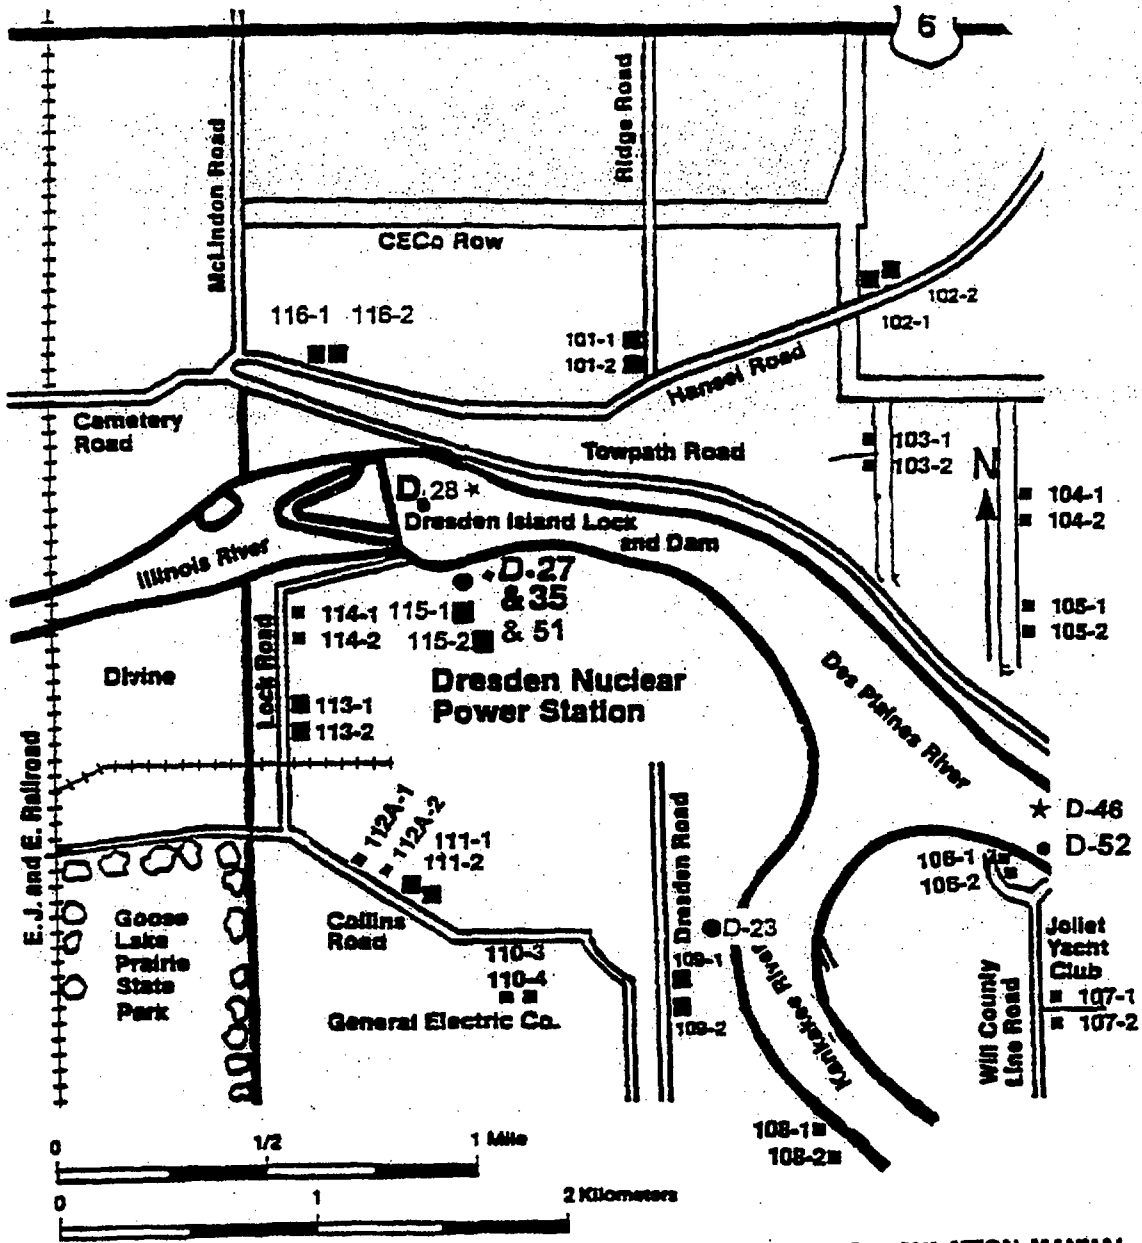 6
McLindon Road
Ridge Road
CECo Row
116-1 116-2
101-1
101-2
102-2
102-1
Hansel Road
Cemetery
Road
Towpath Road
103-1
103-2
N
104-1
104-2
D-28
Dresden Island Lock
and Dam
Illinois River
D-27
& 35
& 51
114-1
114-2
115-1
115-2
105-1
105-2
Divine
Lock Road
Dresden Nuclear
Power Station
113-1
113-2
Des Plaines River
E.J. and E. Railroad
112A-1
112A-2
111-1
111-2
Dresden Road
D-46
D-52
106-1
106-2
Goose
Lake
Prairie
State
Park
Collins
Road
D-23
Joliet
Yacht
Club
110-3
110-4
109-1
109-2
Kankakee River
Will County
Line Road
107-1
107-2
General Electric Co.
108-1
108-2
0 1/2 1 Mile
0 1 2 Kilometers